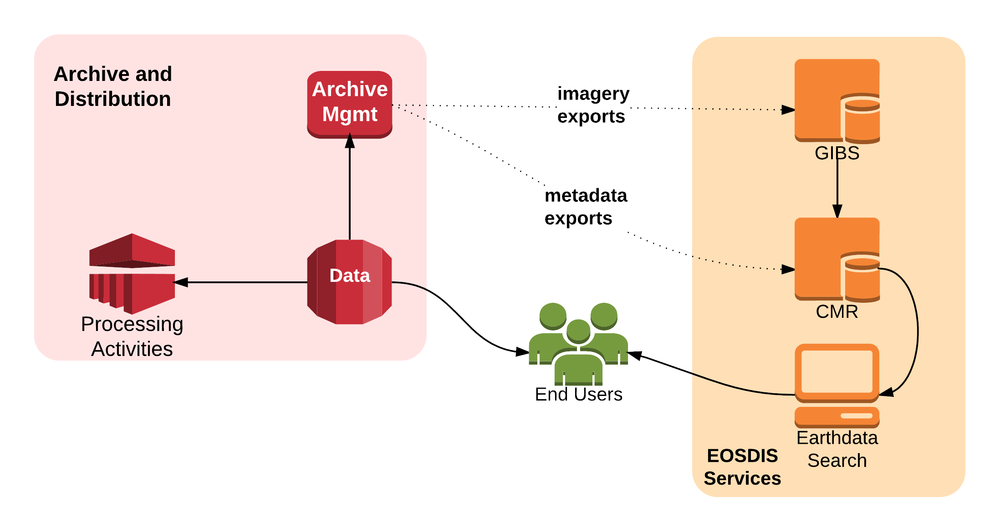 Archive and
Distribution
Archive
Mgmt
imagery
exports
GIBS
metadata
exports
Data
CMR
Processing
Activities
End Users
Earthdata
Search
EOSDIS
Services